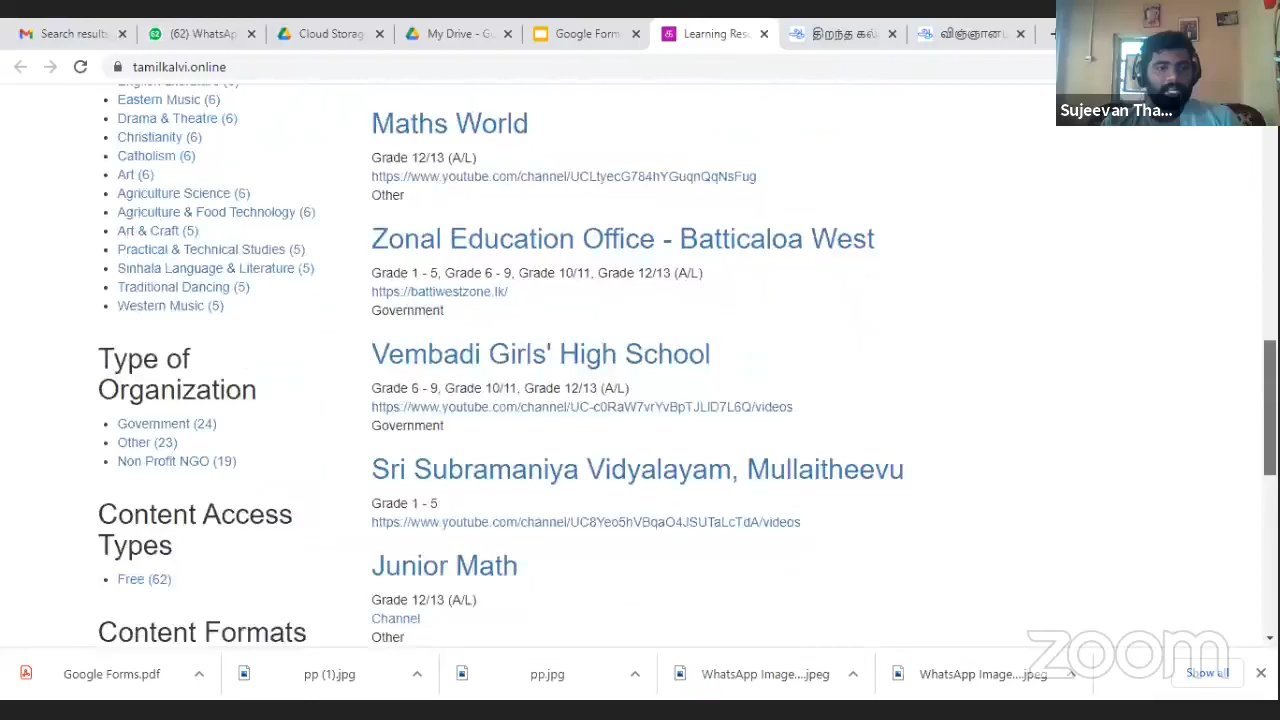 Search results
(62) WhatsAp
Cloud Storag
My Drive - G
Google Form
Learning Res
திறந்த கல்
விஞ்ஞான
tamilkalvi.online
Sujeevan Tha...
Eastern Music (6)
Drama & Theatre (6)
Christianity (6)
Catholism (6)
Art (6)
Agriculture Science (6)
Agriculture & Food Technology (6)
Art & Craft (5)
Practical & Technical Studies (5)
Sinhala Language & Literature (5)
Traditional Dancing (5)
Western Music (5)
Type of
Organization
Government (24)
Other (23)
Non Profit NGO (19)
Content Access
Types
Free (62)
Content Formats
Maths World
Grade 12/13 (A/L)
https://www.youtube.com/channel/UCLtyecG784hYGuqnQqNsFug
Other
Zonal Education Office - Batticaloa West
Grade 1 - 5, Grade 6 - 9, Grade 10/11, Grade 12/13 (A/L)
https://battiwestzone.lk/
Government
Vembadi Girls' High School
Grade 6 - 9, Grade 10/11, Grade 12/13 (A/L)
https://www.youtube.com/channel/UC-c0RaW7vrYvBpTJLlD7L6Q/videos
Government
Sri Subramaniya Vidyalayam, Mullaitheevu
Grade 1 - 5
https://www.youtube.com/channel/UC8Yeo5hVBqaO4JSUTaLcTdA/videos
Junior Math
Grade 12/13 (A/L)
Channel
Other
zoom
Google Forms.pdf
pp (1).jpg
pp.jpg
WhatsApp Image....jpeg
WhatsApp Image....jpeg
Show all